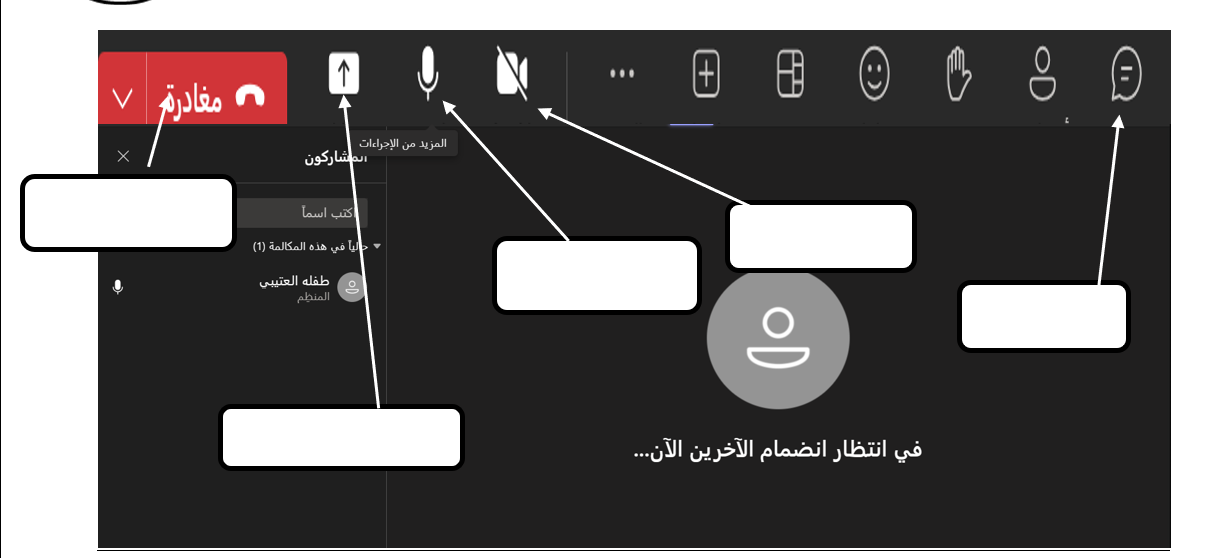 مغادرة
المزيد من الإجراءات
المشاركون
اكتب اسماً
حالياً في هذه المكالمة (1)
طفله العتيبي
المنظم
في انتظار انضمام الآخرين الآن...